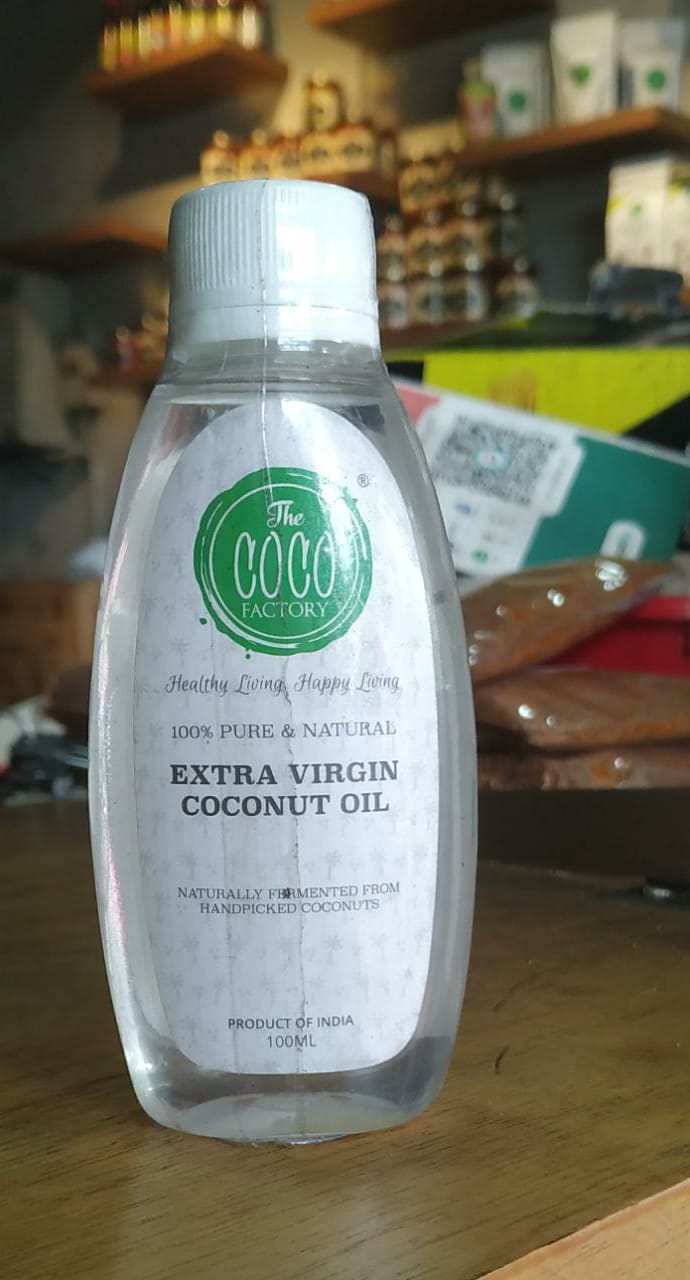 The
COCO
FACTORY
®
Healthy Living, Happy Living
100% PURE & NATURAL
EXTRA VIRGIN
COCONUT OIL
NATURALLY FERMENTED FROM
HANDPICKED COCONUTS
PRODUCT OF INDIA
100ML